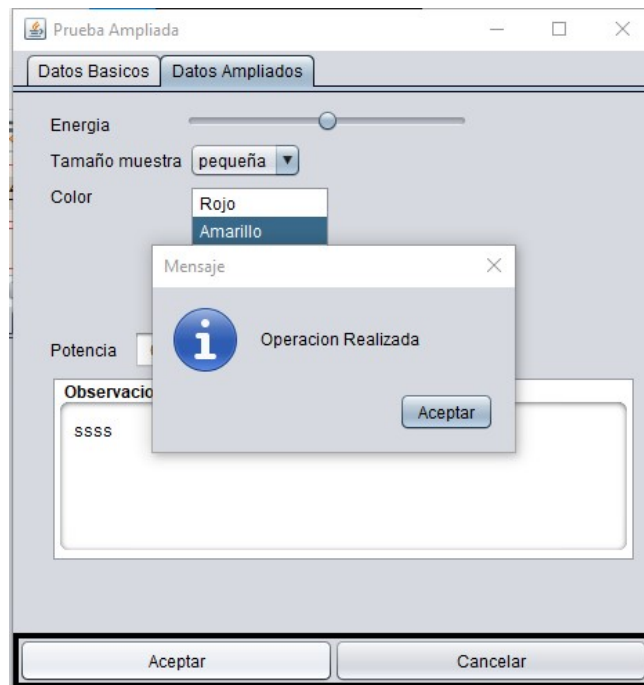 Prueba Ampliada
Datos Basicos Datos Ampliados
Energia
Tamaño muestra pequeña
Color
Rojo
Amarillo
Mensaje
Operacion Realizada
Aceptar
Potencia
Observacio
ssss
Aceptar Cancelar